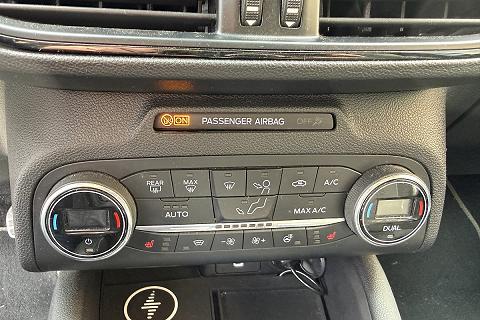 ON PASSENGER AIRBAG OFF
REAR MAX A/C
AUTO MAX A/C
DUAL